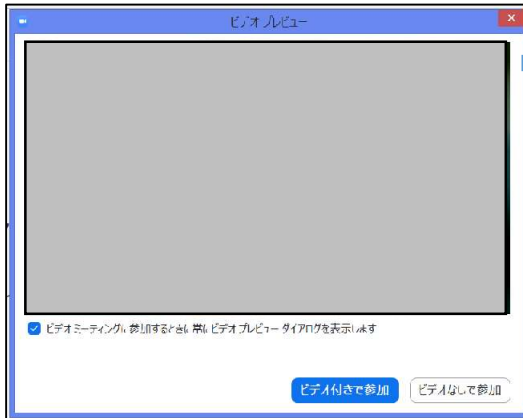 ビデオ プレビュー
ビデオ ミーティングに参加するときに常にビデオ プレビュー ダイアログを表示します
ビデオ付きで参加
ビデオなしで参加